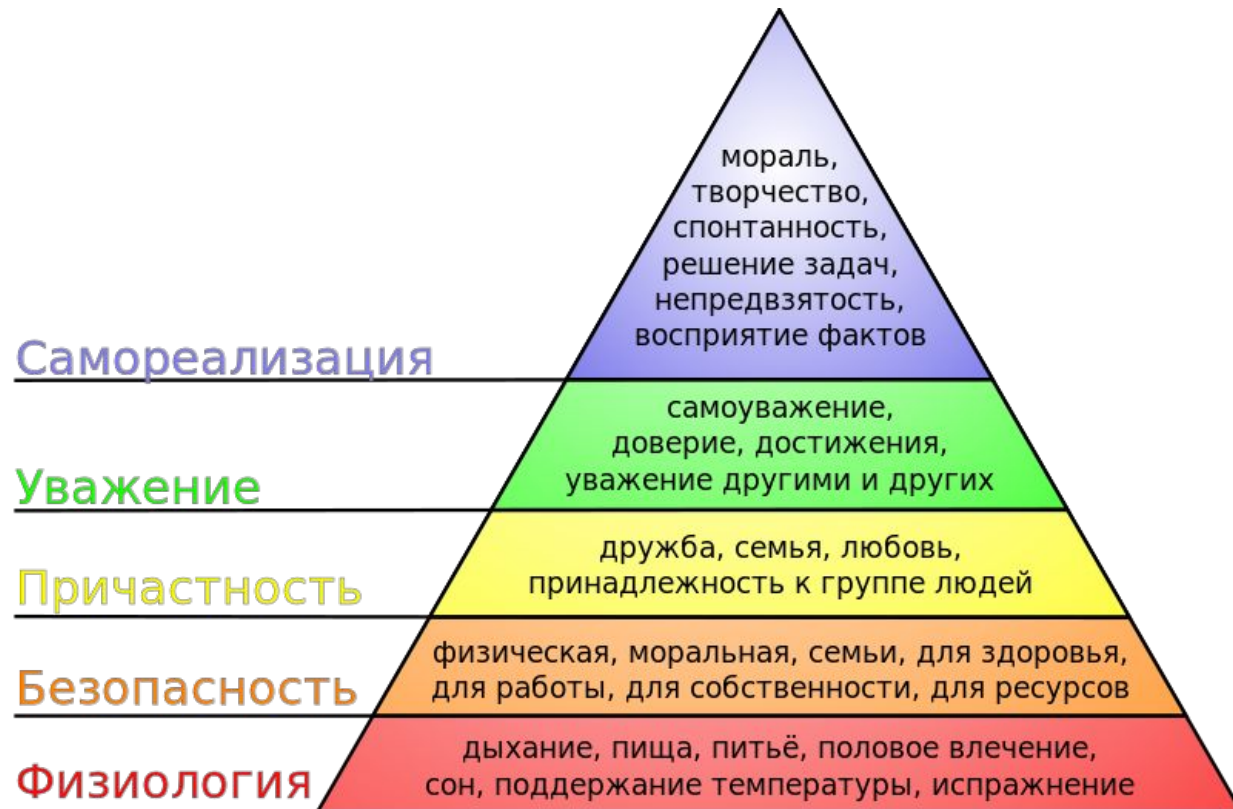 мораль,
творчество,
спонтанность,
решение задач,
непредвзятость,
восприятие фактов
Самореализация
самоуважение,
доверие, достижения,
уважение другими и других
Уважение
дружба, семья, любовь,
принадлежность к группе людей
Причастность
физическая, моральная, семьи, для здоровья,
для работы, для собственности, для ресурсов
Безопасность
дыхание, пища, питьё, половое влечение,
сон, поддержание температуры, испражнение
Физиология